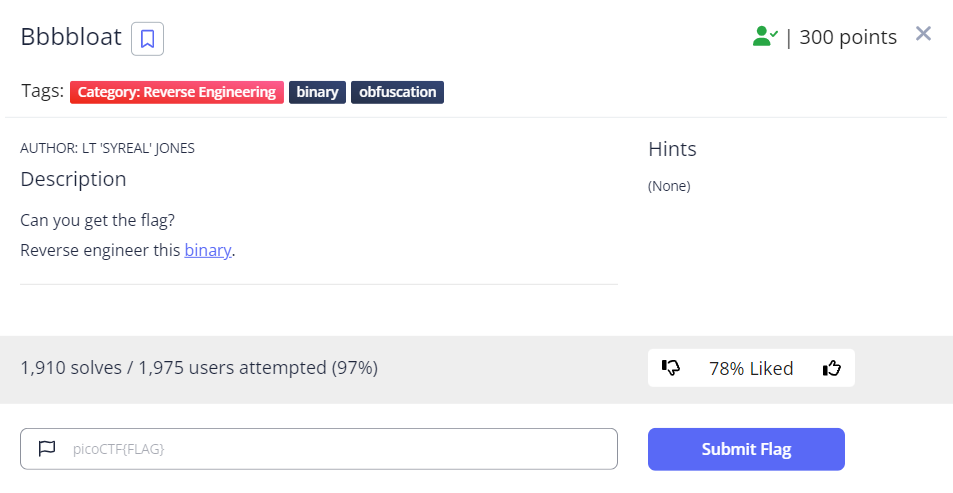 Bbbbloat | 300 points
Tags: Category: Reverse Engineering binary obfuscation
AUTHOR: LT 'SYREAL' JONES
Description
Can you get the flag?
Reverse engineer this binary.
Hints
(None)
1,910 solves / 1,975 users attempted (97%)
78% Liked
picoCTF{FLAG}
Submit Flag